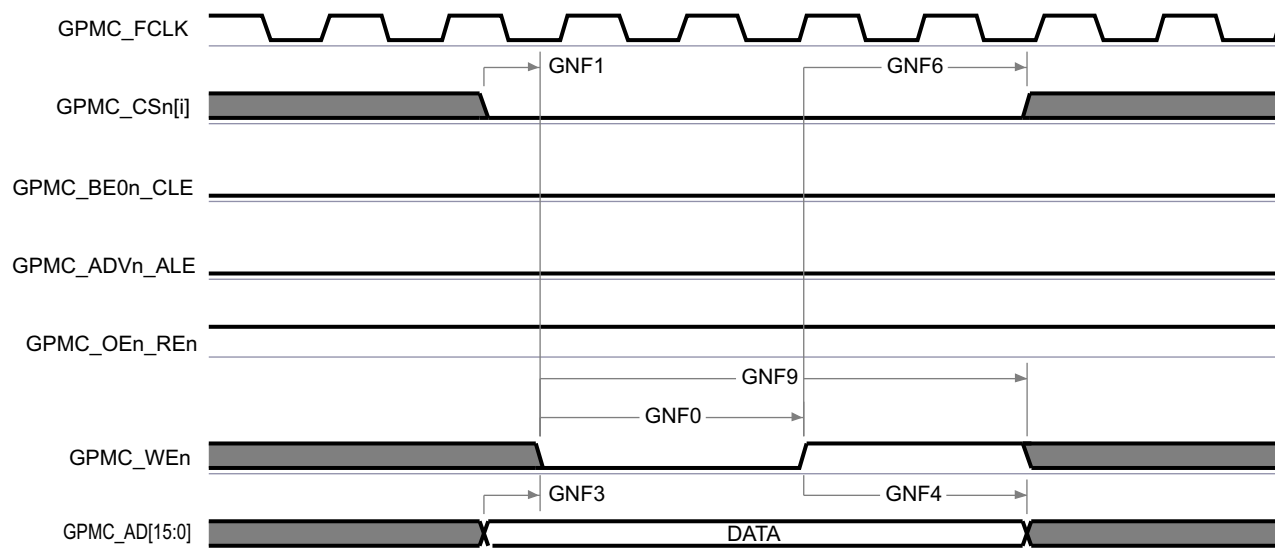 GPMC_FCLK
GNF1
GNF6
GPMC_CSn[i]
GPMC_BE0n_CLE
GPMC_ADVn_ALE
GPMC_OEn_REn
GNF9
GNF0
GPMC_WEn
GNF3
GNF4
GPMC_AD[15:0]
DATA